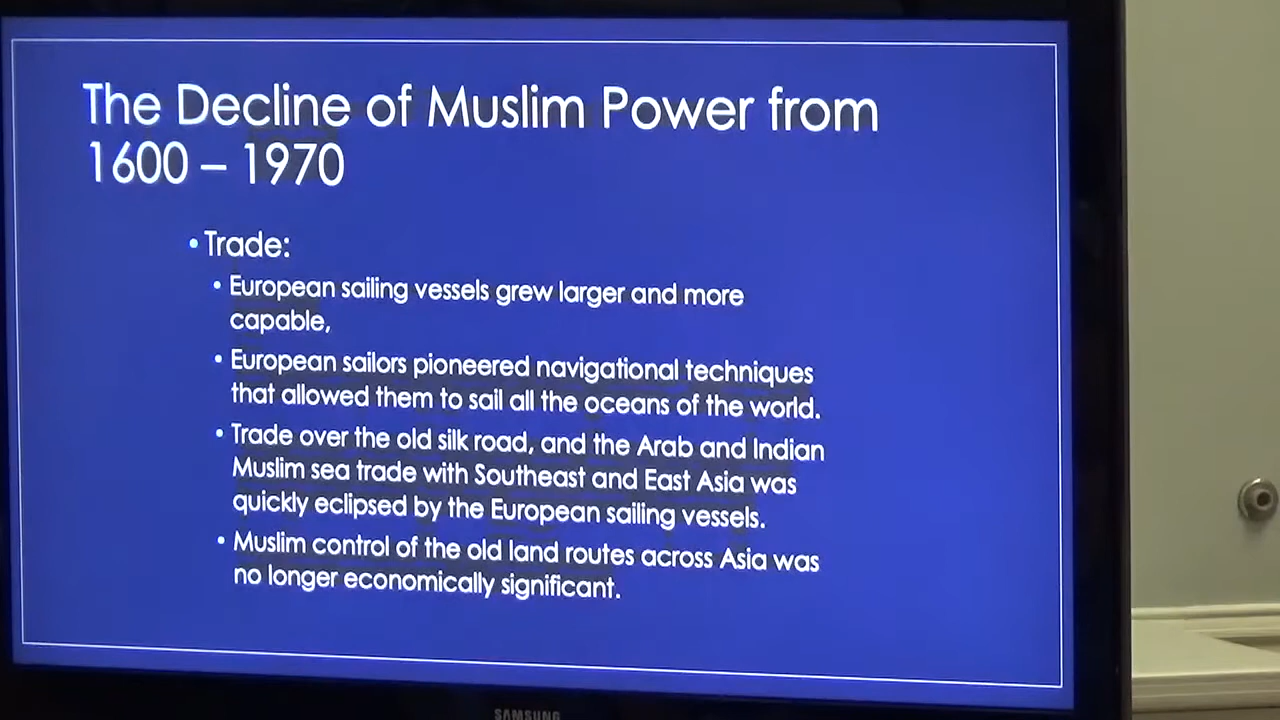 The Decline of Muslim Power from
1600 – 1970
• Trade:
• European sailing vessels grew larger and more
capable,
• European sailors pioneered navigational techniques
that allowed them to sail all the oceans of the world.
• Trade over the old silk road, and the Arab and Indian
Muslim sea trade with Southeast and East Asia was
quickly eclipsed by the European sailing vessels.
• Muslim control of the old land routes across Asia was
no longer economically significant.
SAMSUNG